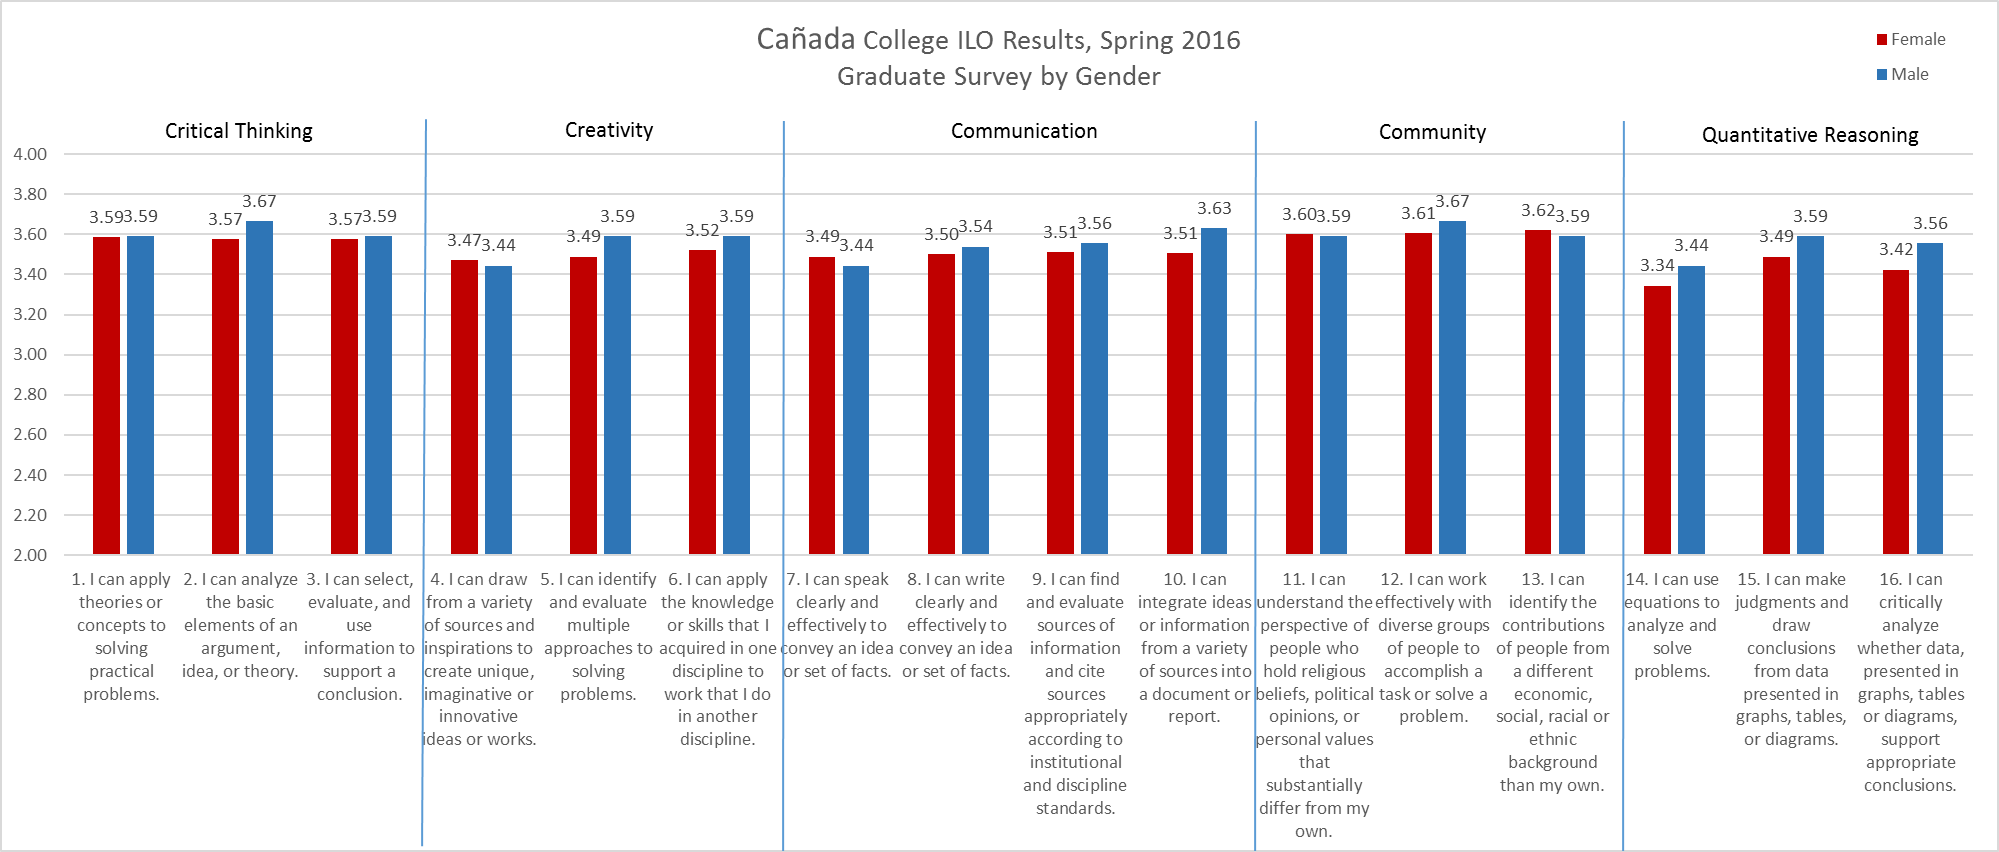 Cañada College ILO Results, Spring 2016
Graduate Survey by Gender
Female
Male
Critical Thinking
Creativity
Communication
Community
Quantitative Reasoning
4.00
3.80
3.60
3.40
3.20
3.00
2.80
2.60
2.40
2.20
2.00
3.59 3.59
3.57 3.67
3.57 3.59
3.47 3.44
3.49 3.59
3.52 3.59
3.49 3.44
3.50 3.54
3.51 3.56
3.51 3.63
3.60 3.59
3.61 3.67
3.62 3.59
3.34 3.44
3.49 3.59
3.42 3.56
1. I can apply
theories or
concepts to
solving
practical
problems.
2. I can analyze
the basic
elements of an
argument,
idea, or theory.
3. I can select,
evaluate, and
use
information to
support a
conclusion.
4. I can draw
from a variety
of sources and
inspirations to
create unique,
imaginative or
innovative
ideas or works.
5. I can identify
and evaluate
multiple
approaches to
solving
problems.
6. I can apply
the knowledge
or skills that I
acquired in one
discipline to
work that I do
in another
discipline.
7. I can speak
clearly and
effectively to
convey an idea
or set of facts.
8. I can write
clearly and
effectively to
convey an idea
or set of facts.
9. I can find
and evaluate
sources of
information
and cite
sources
appropriately
according to
institutional
and discipline
standards.
10. I can
integrate ideas
or information
from a variety
of sources into
a document or
report.
11. I can
understand the
perspective of
people who
hold religious
beliefs, political
opinions, or
personal values
that
substantially
differ from my
own.
12. I can work
effectively with
diverse groups
of people to
accomplish a
task or solve a
problem.
13. I can
identify the
contributions
of people from
a different
economic,
social, racial or
ethnic
background
than my own.
14. I can use
equations to
analyze and
solve
problems.
15. I can make
judgments and
draw
conclusions
from data
presented in
graphs, tables,
or diagrams.
16. I can
critically
analyze
whether data,
presented in
graphs, tables
or diagrams,
support
appropriate
conclusions.